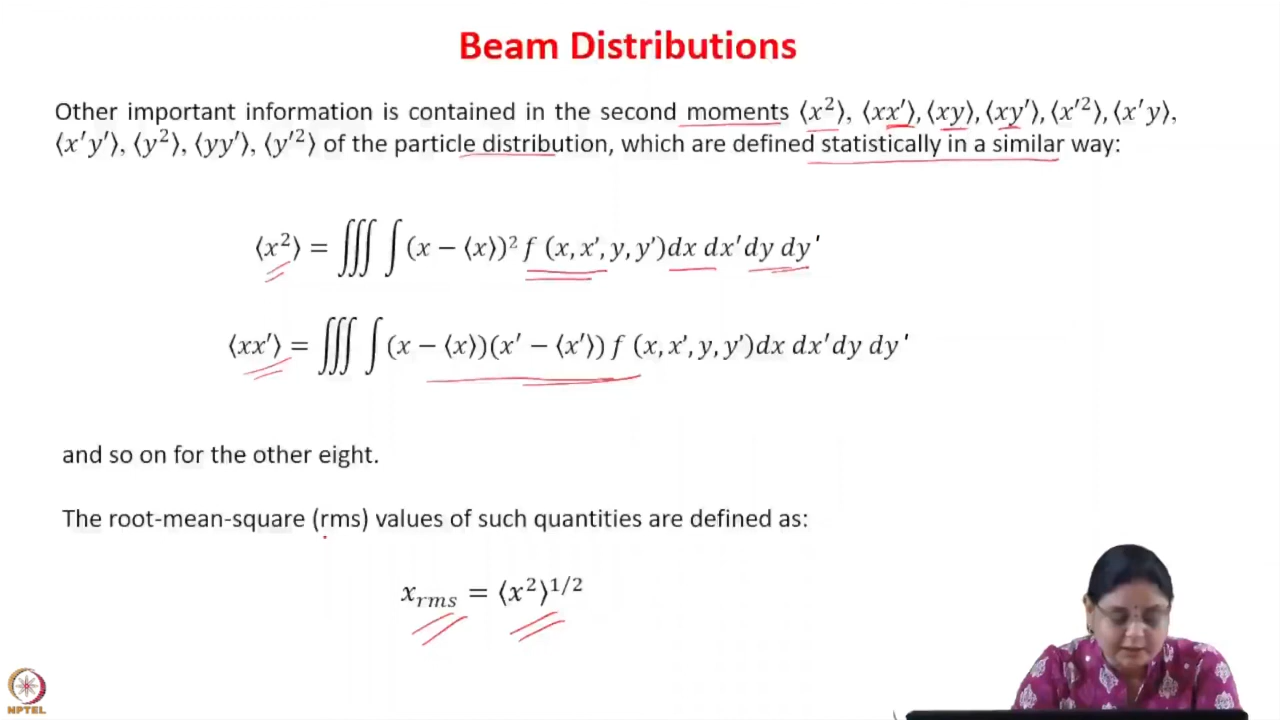 Beam Distributions
Other important information is contained in the second moments ⟨x²⟩, ⟨xx′⟩, ⟨xy⟩, ⟨xy′⟩, ⟨x′²⟩, ⟨x′y⟩,
⟨x′y′⟩, ⟨y²⟩, ⟨yy′⟩, ⟨y′²⟩ of the particle distribution, which are defined statistically in a similar way:
⟨x²⟩ = ∭ ∫(x − ⟨x⟩)² f (x, x′, y, y′)dx dx′dy dy′
⟨xx′⟩ = ∭ ∫(x − ⟨x⟩)(x′ − ⟨x′⟩) f (x, x′, y, y′)dx dx′dy dy′
and so on for the other eight.
The root-mean-square (rms) values of such quantities are defined as:
x_rms = ⟨x²⟩^1/2
NPTEL